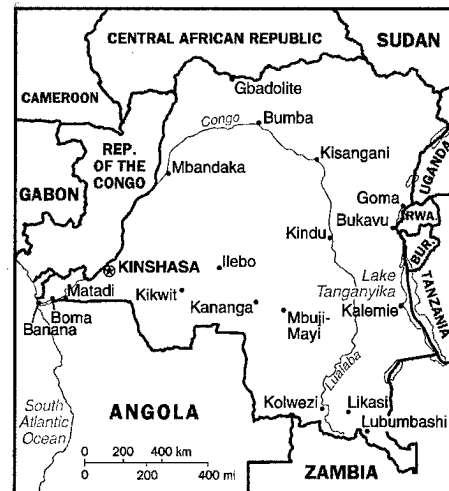 CENTRAL AFRICAN REPUBLIC
SUDAN
CAMEROON
Gbadolite
Congo
Bumba
REP.
OF THE
CONGO
Mbandaka
Kisangani
UGANDA
GABON
Goma
RWA.
Bukavu
Kindu
BUR.
KINSHASA
Ilebo
Lake
Tanganyika
TANZANIA
Matadi
Kikwit
Kananga
Mbuji-
Mayi
Kalemie
Boma
Banana
Lualaba
South
Atlantic
Ocean
ANGOLA
Kolwezi
Likasi
Lubumbashi
0 200 400 km
0 200 400 mi
ZAMBIA